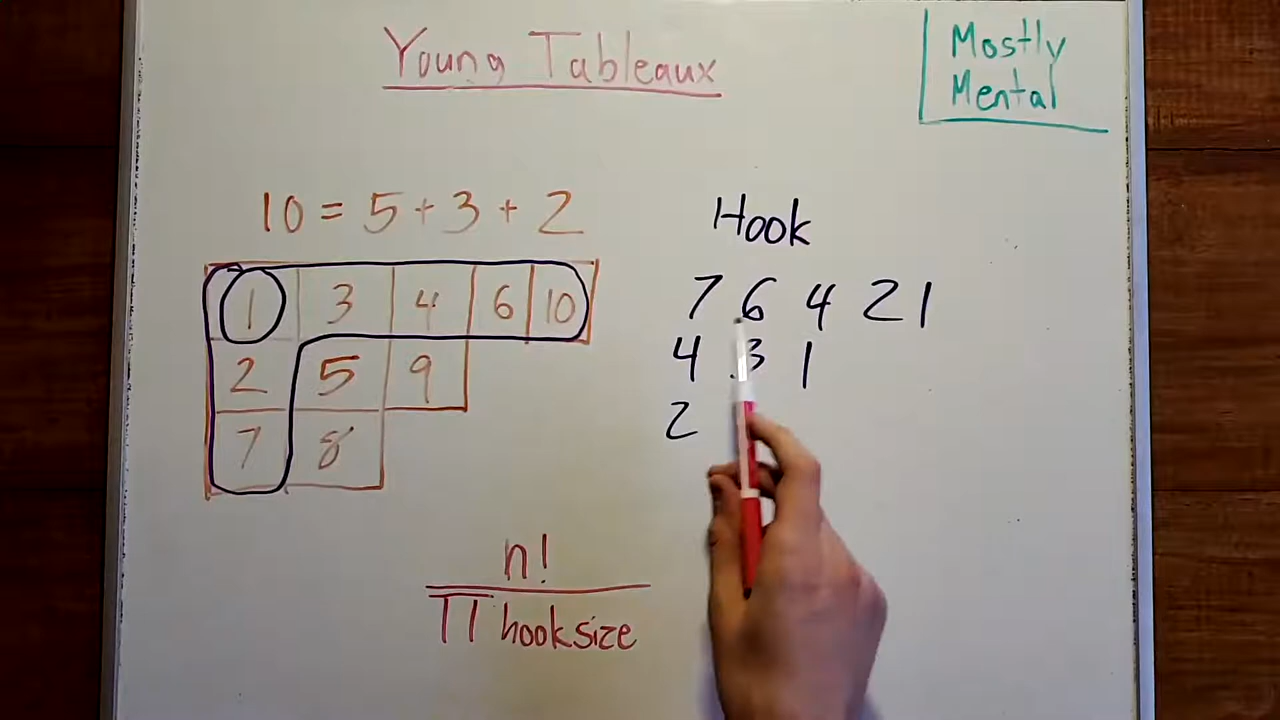 Young Tableaux
Mostly
Mental
10 = 5 + 3 + 2
1 3 4 6 10
2 5 9
7 8
Hook
7 6 4 2 1
4 3 1
2
n!
∏ hooksize